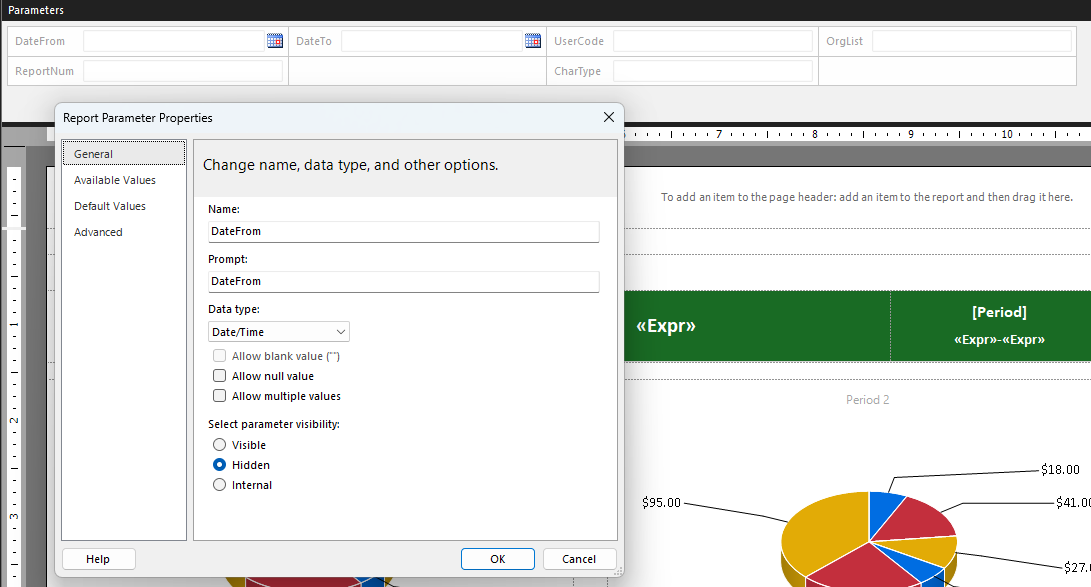 Parameters
DateFrom DateTo UserCode OrgList
ReportNum CharType
Report Parameter Properties
General
Available Values
Default Values
Advanced
Change name, data type, and other options.
Name:
DateFrom
Prompt:
DateFrom
Data type:
Date/Time
Allow blank value ("")
Allow null value
Allow multiple values
Select parameter visibility:
Visible
Hidden
Internal
Help OK Cancel
7 8 9 10
1
2
3
To add an item to the page header: add an item to the report and then drag it here.
«Expr»
[Period]
«Expr»-«Expr»
Period 2
$18.00
$95.00